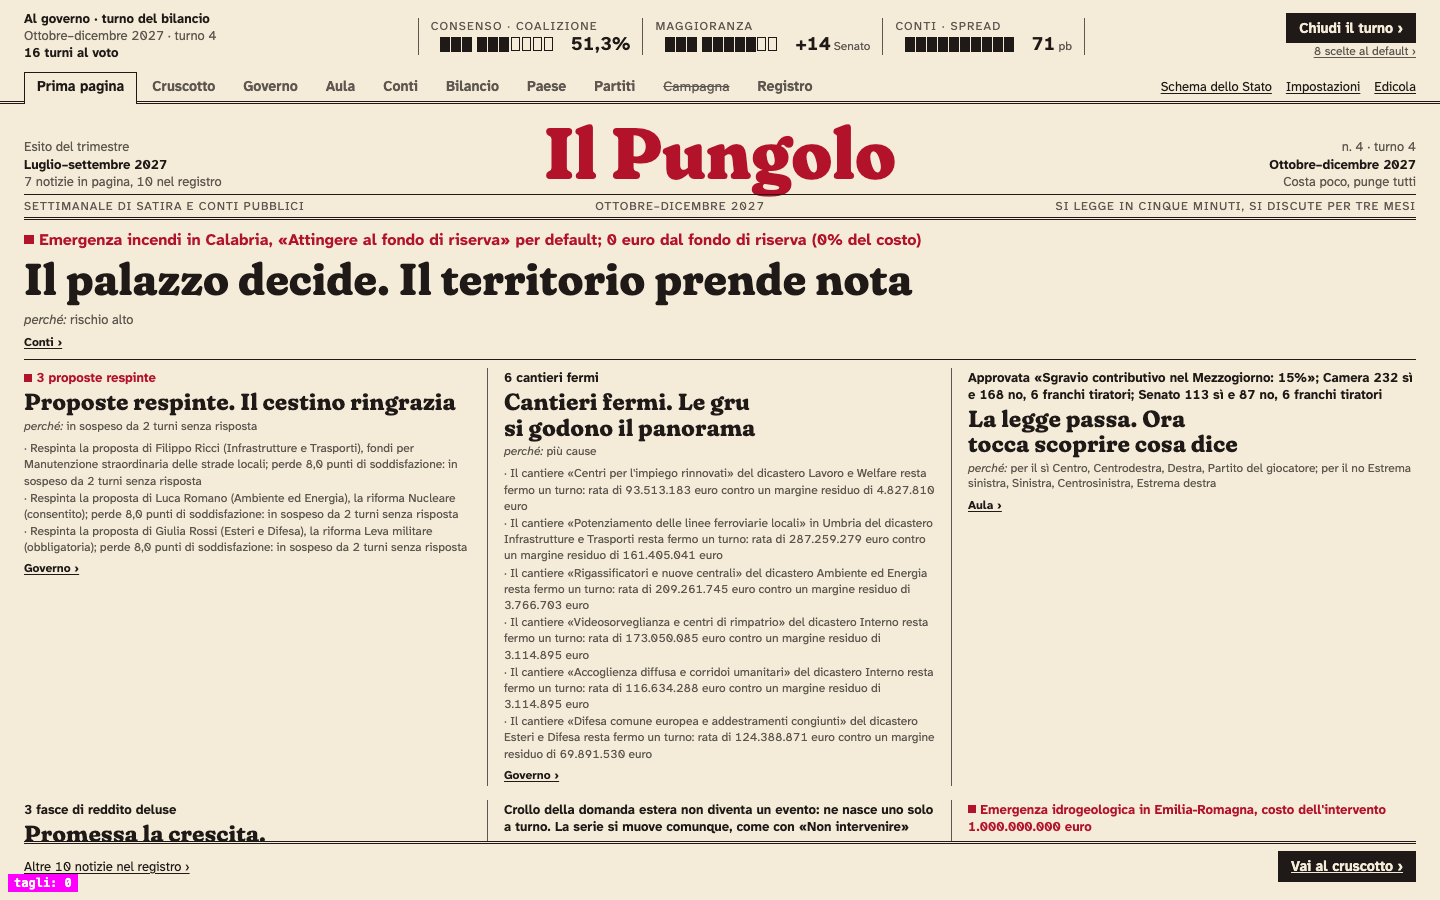 Al governo · turno del bilancio
Ottobre–dicembre 2027 · turno 4
16 turni al voto
CONSENSO · COALIZIONE
51,3%
MAGGIORANZA
+14 Senato
CONTI · SPREAD
71 pb
Chiudi il turno ›
8 scelte al default ›
Prima pagina
Cruscotto
Governo
Aula
Conti
Bilancio
Paese
Partiti
Campagna
Registro
Schema dello Stato
Impostazioni
Edicola
Esito del trimestre
Luglio–settembre 2027
7 notizie in pagina, 10 nel registro
Il Pungolo
n. 4 · turno 4
Ottobre–dicembre 2027
Costa poco, punge tutti
SETTIMANALE DI SATIRA E CONTI PUBBLICI
OTTOBRE–DICEMBRE 2027
SI LEGGE IN CINQUE MINUTI, SI DISCUTE PER TRE MESI
Emergenza incendi in Calabria, «Attingere al fondo di riserva» per default; 0 euro dal fondo di riserva (0% del costo)
Il palazzo decide. Il territorio prende nota
perché: rischio alto
Conti ›
3 proposte respinte
Proposte respinte. Il cestino ringrazia
perché: in sospeso da 2 turni senza risposta
· Respinta la proposta di Filippo Ricci (Infrastrutture e Trasporti), fondi per
Manutenzione straordinaria delle strade locali; perde 8,0 punti di soddisfazione: in
sospeso da 2 turni senza risposta
· Respinta la proposta di Luca Romano (Ambiente ed Energia), la riforma Nucleare
(consentito); perde 8,0 punti di soddisfazione: in sospeso da 2 turni senza risposta
· Respinta la proposta di Giulia Rossi (Esteri e Difesa), la riforma Leva militare
(obbligatoria); perde 8,0 punti di soddisfazione: in sospeso da 2 turni senza risposta
Governo ›
6 cantieri fermi
Cantieri fermi. Le gru
si godono il panorama
perché: più cause
· Il cantiere «Centri per l'impiego rinnovati» del dicastero Lavoro e Welfare resta
fermo un turno: rata di 93.513.183 euro contro un margine residuo di 4.827.810
euro
· Il cantiere «Potenziamento delle linee ferroviarie locali» in Umbria del dicastero
Infrastrutture e Trasporti resta fermo un turno: rata di 287.259.279 euro contro
un margine residuo di 161.405.041 euro
· Il cantiere «Rigassificatori e nuove centrali» del dicastero Ambiente ed Energia
resta fermo un turno: rata di 209.261.745 euro contro un margine residuo di
3.766.703 euro
· Il cantiere «Videosorveglianza e centri di rimpatrio» del dicastero Interno resta
fermo un turno: rata di 173.050.085 euro contro un margine residuo di
3.114.895 euro
· Il cantiere «Accoglienza diffusa e corridoi umanitari» del dicastero Interno resta
fermo un turno: rata di 116.634.288 euro contro un margine residuo di
3.114.895 euro
· Il cantiere «Difesa comune europea e addestramenti congiunti» del dicastero
Esteri e Difesa resta fermo un turno: rata di 124.388.871 euro contro un margine
residuo di 69.891.530 euro
Governo ›
Approvata «Sgravio contributivo nel Mezzogiorno: 15%»; Camera 232 sì
e 168 no, 6 franchi tiratori; Senato 113 sì e 87 no, 6 franchi tiratori
La legge passa. Ora
tocca scoprire cosa dice
perché: per il sì Centro, Centrodestra, Destra, Partito del giocatore; per il no Estrema
sinistra, Sinistra, Centrosinistra, Estrema destra
Aula ›
3 fasce di reddito deluse
Promessa la crescita.
Crollo della domanda estera non diventa un evento: ne nasce uno solo
a turno. La serie si muove comunque, come con «Non intervenire»
Emergenza idrogeologica in Emilia-Romagna, costo dell'intervento
1.000.000.000 euro
Altre 10 notizie nel registro ›
Vai al cruscotto ›
tagli: 0